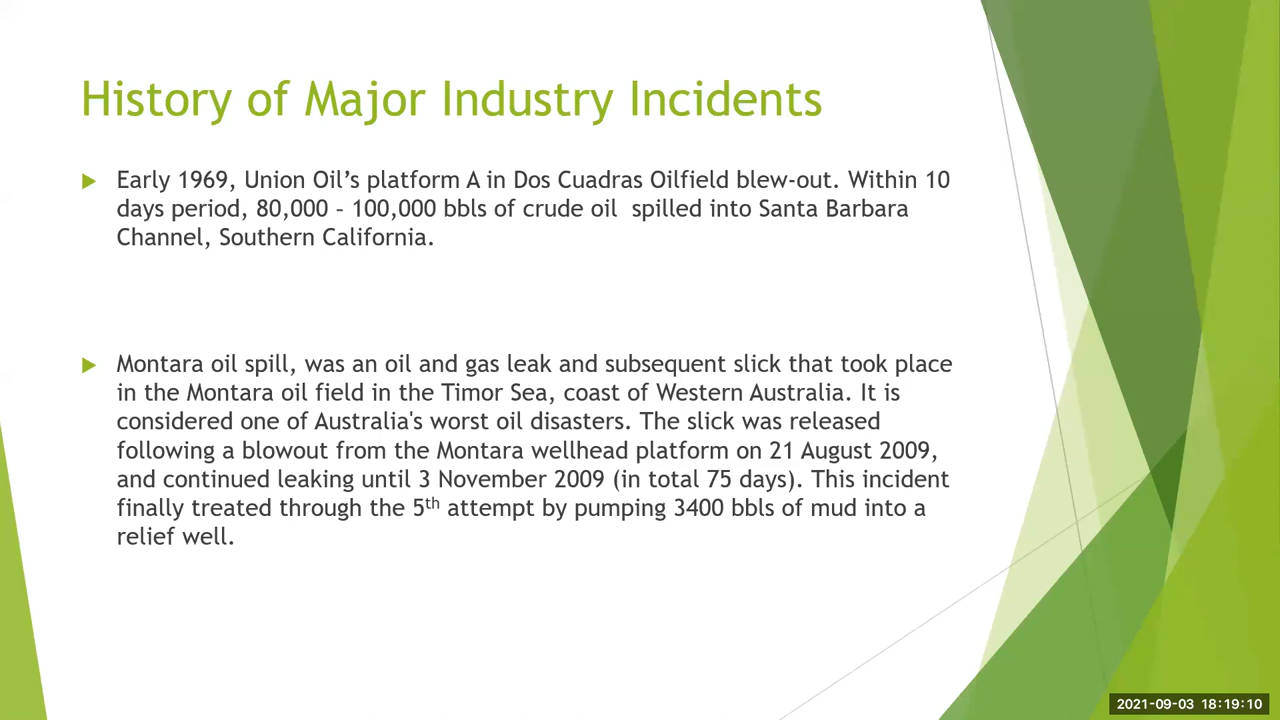 History of Major Industry Incidents
Early 1969, Union Oil’s platform A in Dos Cuadras Oilfield blew-out. Within 10
days period, 80,000 – 100,000 bbls of crude oil  spilled into Santa Barbara
Channel, Southern California.
Montara oil spill, was an oil and gas leak and subsequent slick that took place
in the Montara oil field in the Timor Sea, coast of Western Australia. It is
considered one of Australia's worst oil disasters. The slick was released
following a blowout from the Montara wellhead platform on 21 August 2009,
and continued leaking until 3 November 2009 (in total 75 days). This incident
finally treated through the 5th attempt by pumping 3400 bbls of mud into a
relief well.
2021-09-03 18:19:10